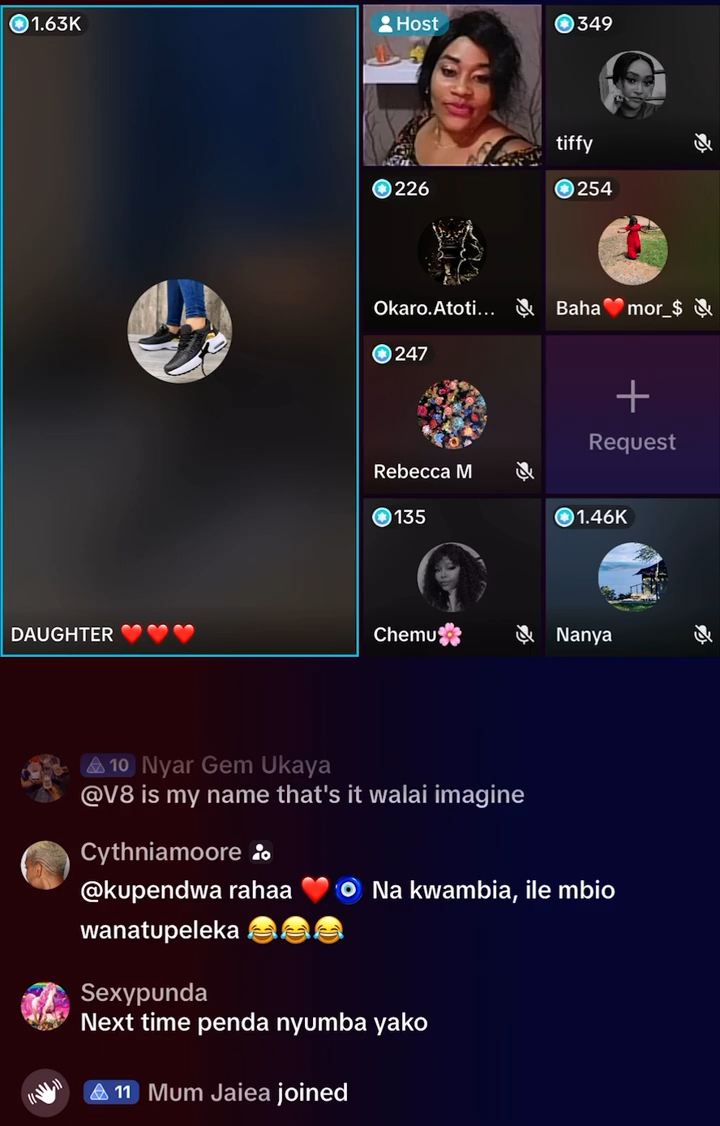 1.63K
Host
349
tiffy
226
Okaro.Atoti...
254
Baha❤️mor_$
247
Rebecca M
Request
135
Chemu🌸
1.46K
Nanya
DAUGHTER ❤️❤️❤️
10 Nyar Gem Ukaya
@V8 is my name that's it walai imagine
Cythniamoore
@kupendwa rahaa ❤️🧿 Na kwambia, ile mbio
wanatupeleka 😂😂😂
Sexypunda
Next time penda nyumba yako
11 Mum Jaiea joined